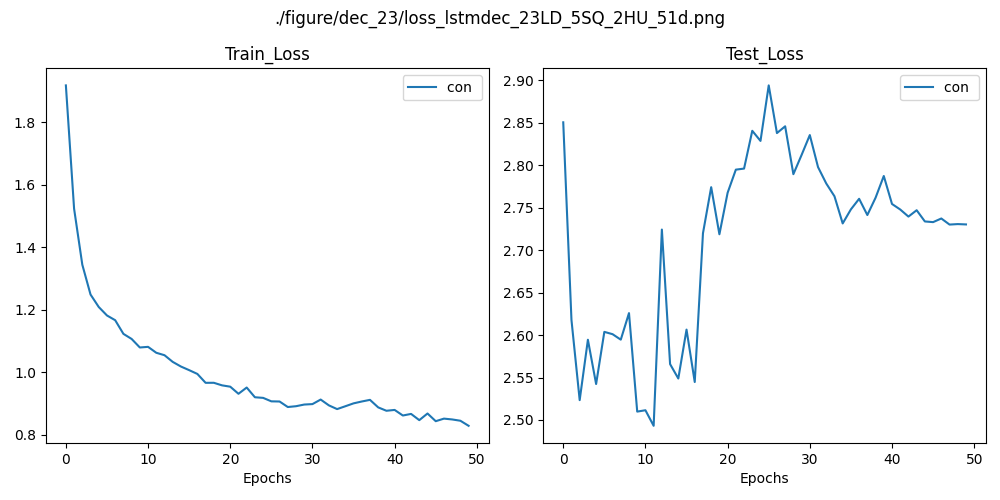 ./figure/dec_23/loss_lstmdec_23LD_5SQ_2HU_51d.png
Train_Loss
con
1.8
1.6
1.4
1.2
1.0
0.8
0 10 20 30 40 50
Epochs
Test_Loss
con
2.90
2.85
2.80
2.75
2.70
2.65
2.60
2.55
2.50
0 10 20 30 40 50
Epochs